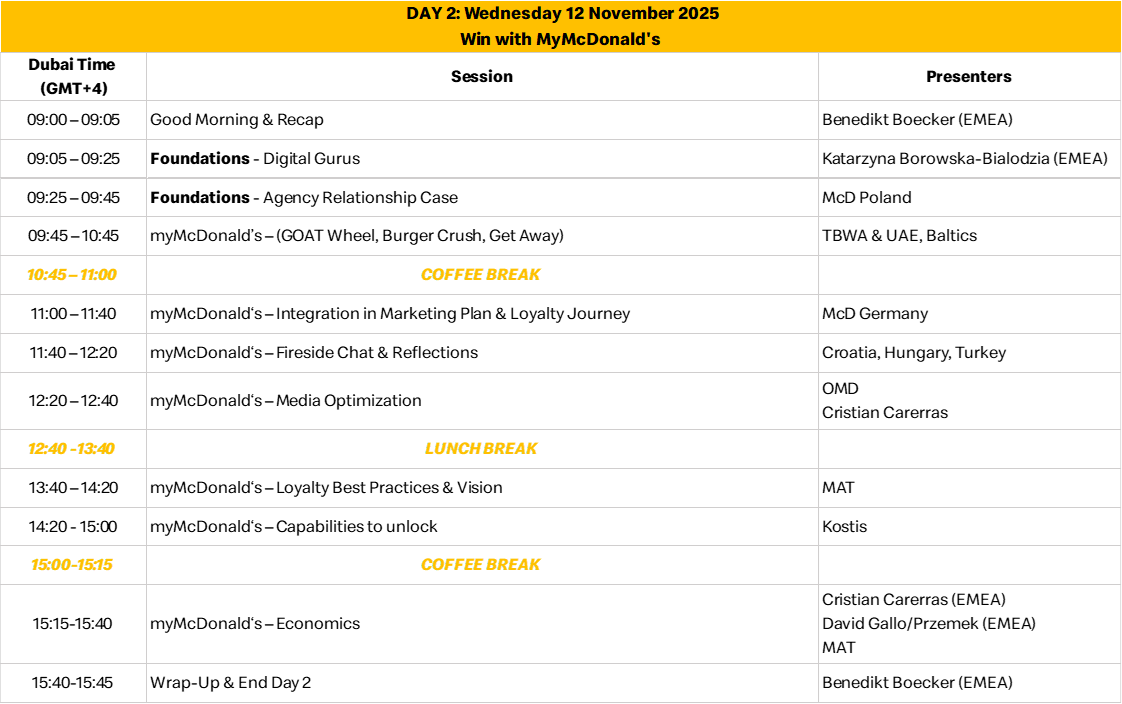 DAY 2: Wednesday 12 November 2025
Win with MyMcDonald's
Dubai Time (GMT+4) Session Presenters
09:00 – 09:05 Good Morning & Recap Benedikt Boecker (EMEA)
09:05 – 09:25 Foundations - Digital Gurus Katarzyna Borowska-Bialodzia (EMEA)
09:25 – 09:45 Foundations - Agency Relationship Case McD Poland
09:45 – 10:45 myMcDonald’s – (GOAT Wheel, Burger Crush, Get Away) TBWA & UAE, Baltics
10:45 – 11:00 COFFEE BREAK
11:00 – 11:40 myMcDonald‘s – Integration in Marketing Plan & Loyalty Journey McD Germany
11:40 – 12:20 myMcDonald‘s – Fireside Chat & Reflections Croatia, Hungary, Turkey
12:20 – 12:40 myMcDonald‘s – Media Optimization OMD
Cristian Carerras
12:40 -13:40 LUNCH BREAK
13:40 – 14:20 myMcDonald‘s – Loyalty Best Practices & Vision MAT
14:20 - 15:00 myMcDonald‘s – Capabilities to unlock Kostis
15:00-15:15 COFFEE BREAK
15:15-15:40 myMcDonald‘s – Economics Cristian Carerras (EMEA)
David Gallo/Przemek (EMEA)
MAT
15:40-15:45 Wrap-Up & End Day 2 Benedikt Boecker (EMEA)